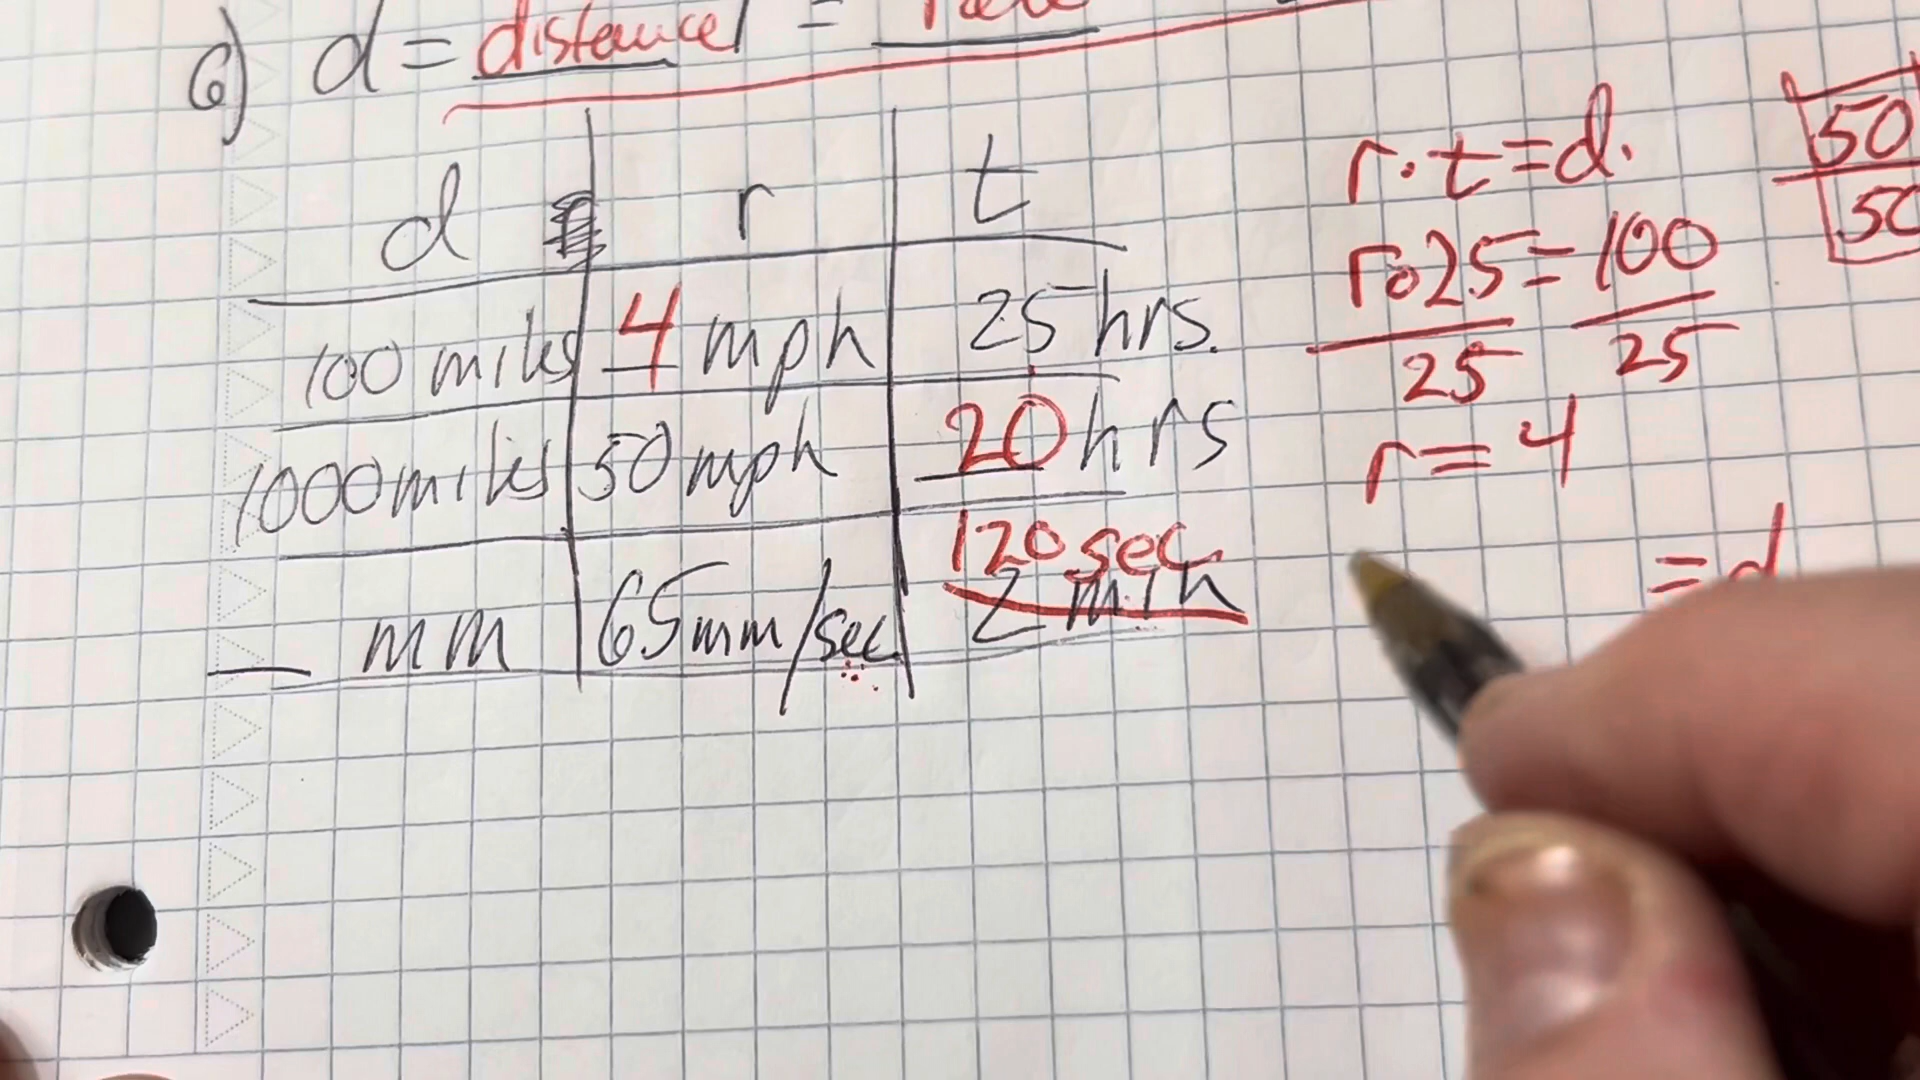 6) d = distance =
d r t
100 miles 4 mph 25 hrs.
1000 miles 50 mph 20 hrs
120 sec
__ mm 65 mm/sec. 2 min
r · t = d.
r · 25 = 100
25 25
r = 4
= d
50
50